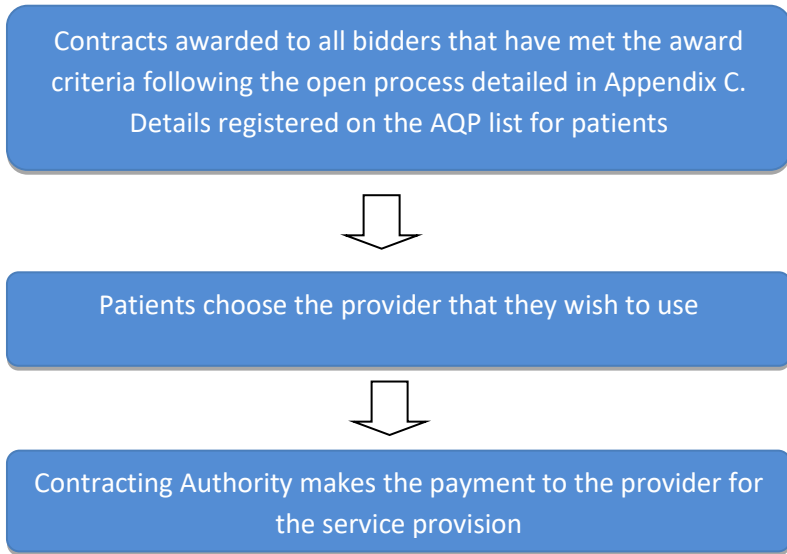 Contracts awarded to all bidders that have met the award
criteria following the open process detailed in Appendix C.
Details registered on the AQP list for patients
Patients choose the provider that they wish to use
Contracting Authority makes the payment to the provider for
the service provision